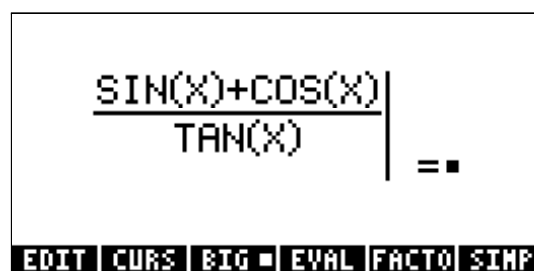 SIN(X)+COS(X)
TAN(X)
=▪
EDIT CURS BIG ▪ EVAL FACTO SIMP